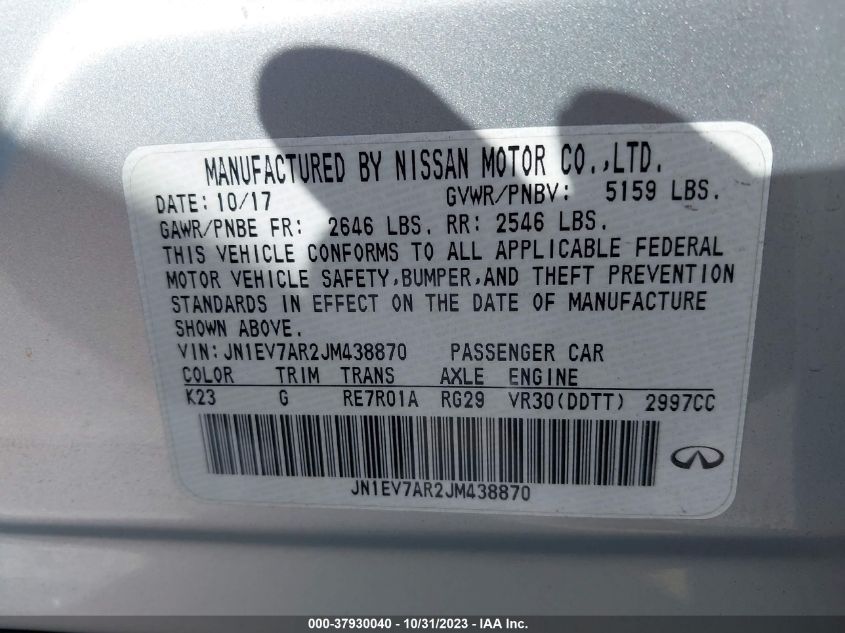 MANUFACTURED BY NISSAN MOTOR CO.,LTD.
DATE: 10/17 GVWR/PNBV: 5159 LBS.
GAWR/PNBE FR: 2646 LBS. RR: 2546 LBS.
THIS VEHICLE CONFORMS TO ALL APPLICABLE FEDERAL
MOTOR VEHICLE SAFETY,BUMPER,AND THEFT PREVENTION
STANDARDS IN EFFECT ON THE DATE OF MANUFACTURE
SHOWN ABOVE.
VIN: JN1EV7AR2JM438870 PASSENGER CAR
COLOR TRIM TRANS AXLE ENGINE
K23 G RE7R01A RG29 VR30(DDTT) 2997CC
JN1EV7AR2JM438870
000-37930040 - 10/31/2023 - IAA Inc.